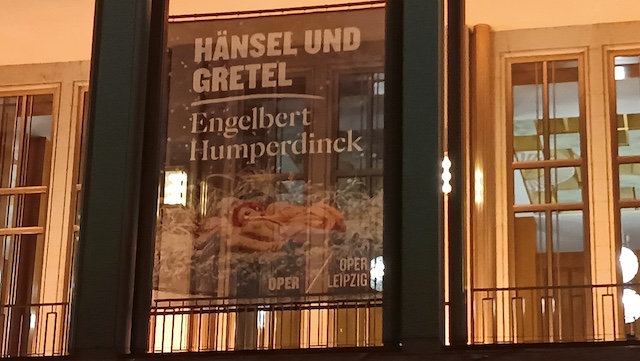 HÄNSEL UND
GRETEL
Engelbert
Humperdinck
OPER / OPER
LEIPZIG